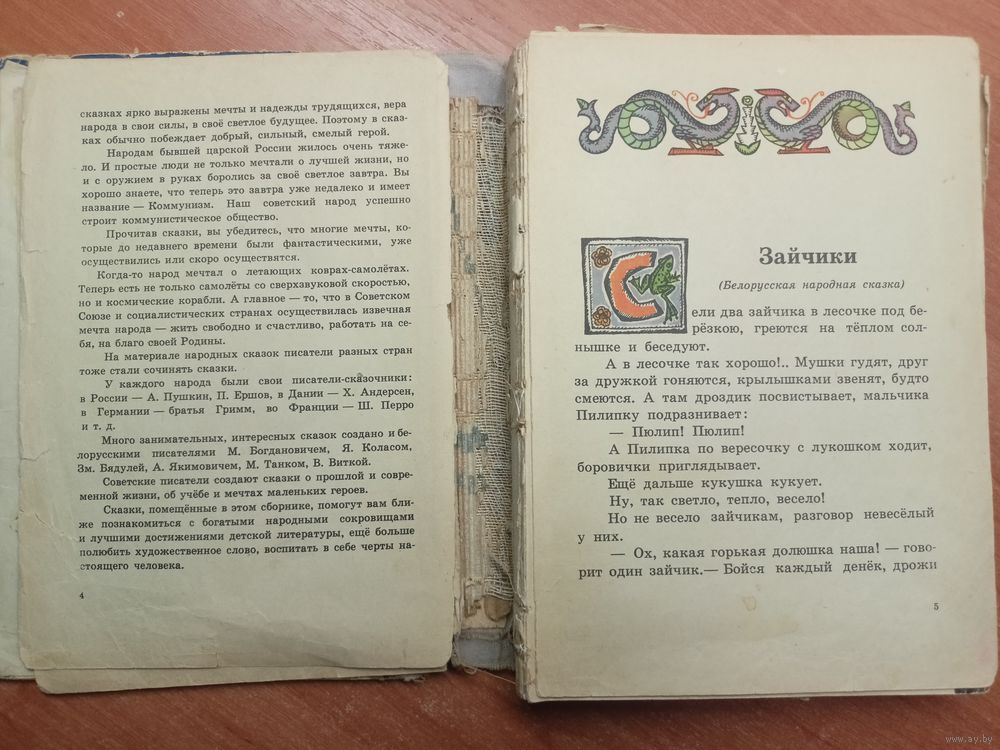 сказках ярко выражены мечты и надежды трудящихся, вера
народа в свои силы, в своё светлое будущее. Поэтому в сказ-
ках обычно побеждает добрый, сильный, смелый герой.
Народам бывшей царской России жилось очень тяже-
ло. И простые люди не только мечтали о лучшей жизни, но
и с оружием в руках боролись за своё светлое завтра. Вы
хорошо знаете, что теперь это завтра уже недалеко и имеет
название — Коммунизм. Наш советский народ успешно
строит коммунистическое общество.
Прочитав сказки, вы убедитесь, что многие мечты, ко-
торые до недавнего времени были фантастическими, уже
осуществились или скоро осуществятся.
Когда-то народ мечтал о летающих коврах-самолётах.
Теперь есть не только самолёты со сверхзвуковой скоростью,
но и космические корабли. А главное — то, что в Советском
Союзе и социалистических странах осуществилась извечная
мечта народа — жить свободно и счастливо, работать на се-
бя, на благо своей Родины.
На материале народных сказок писатели разных стран
тоже стали сочинять сказки.
У каждого народа были свои писатели-сказочники:
в России — А. Пушкин, П. Ершов, в Дании — Х. Андерсен,
в Германии — братья Гримм, во Франции — Ш. Перро
и т. д.
Много занимательных, интересных сказок создано и бе-
лорусскими писателями М. Богдановичем, Я. Коласом,
Зм. Бядулей, А. Якимовичем, М. Танком, В. Виткой.
Советские писатели создают сказки о прошлой и совре-
менной жизни, об учёбе и мечтах маленьких героев.
Сказки, помещённые в этом сборнике, помогут вам бли-
же познакомиться с богатыми народными сокровищами
и лучшими достижениями детской литературы, ещё больше
полюбить художественное слово, воспитать в себе черты на-
стоящего человека.
4
Зайчики
(Белорусская народная сказка)
Сели два зайчика в лесочке под бе-
рёзкою, греются на тёплом сол-
нышке и беседуют.
А в лесочке так хорошо!.. Мушки гудят, друг
за дружкой гоняются, крылышками звенят, будто
смеются. А там дроздик посвистывает, мальчика
Пилипку подразнивает:
— Пюлип! Пюлип!
А Пилипка по вересочку с лукошком ходит,
боровички приглядывает.
Ещё дальше кукушка кукует.
Ну, так светло, тепло, весело!
Но не весело зайчикам, разговор невесёлый
у них.
— Ох, какая горькая долюшка наша! — гово-
рит один зайчик.— Бойся каждый денёк, дрожи
5
www.ay.by